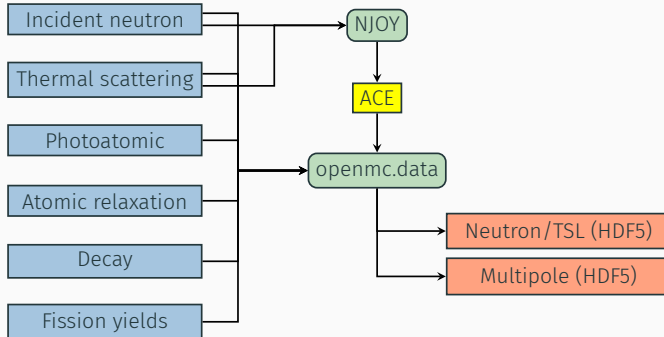 Incident neutron
Thermal scattering
Photoatomic
Atomic relaxation
Decay
Fission yields
NJOY
ACE
openmc.data
Neutron/TSL (HDF5)
Multipole (HDF5)